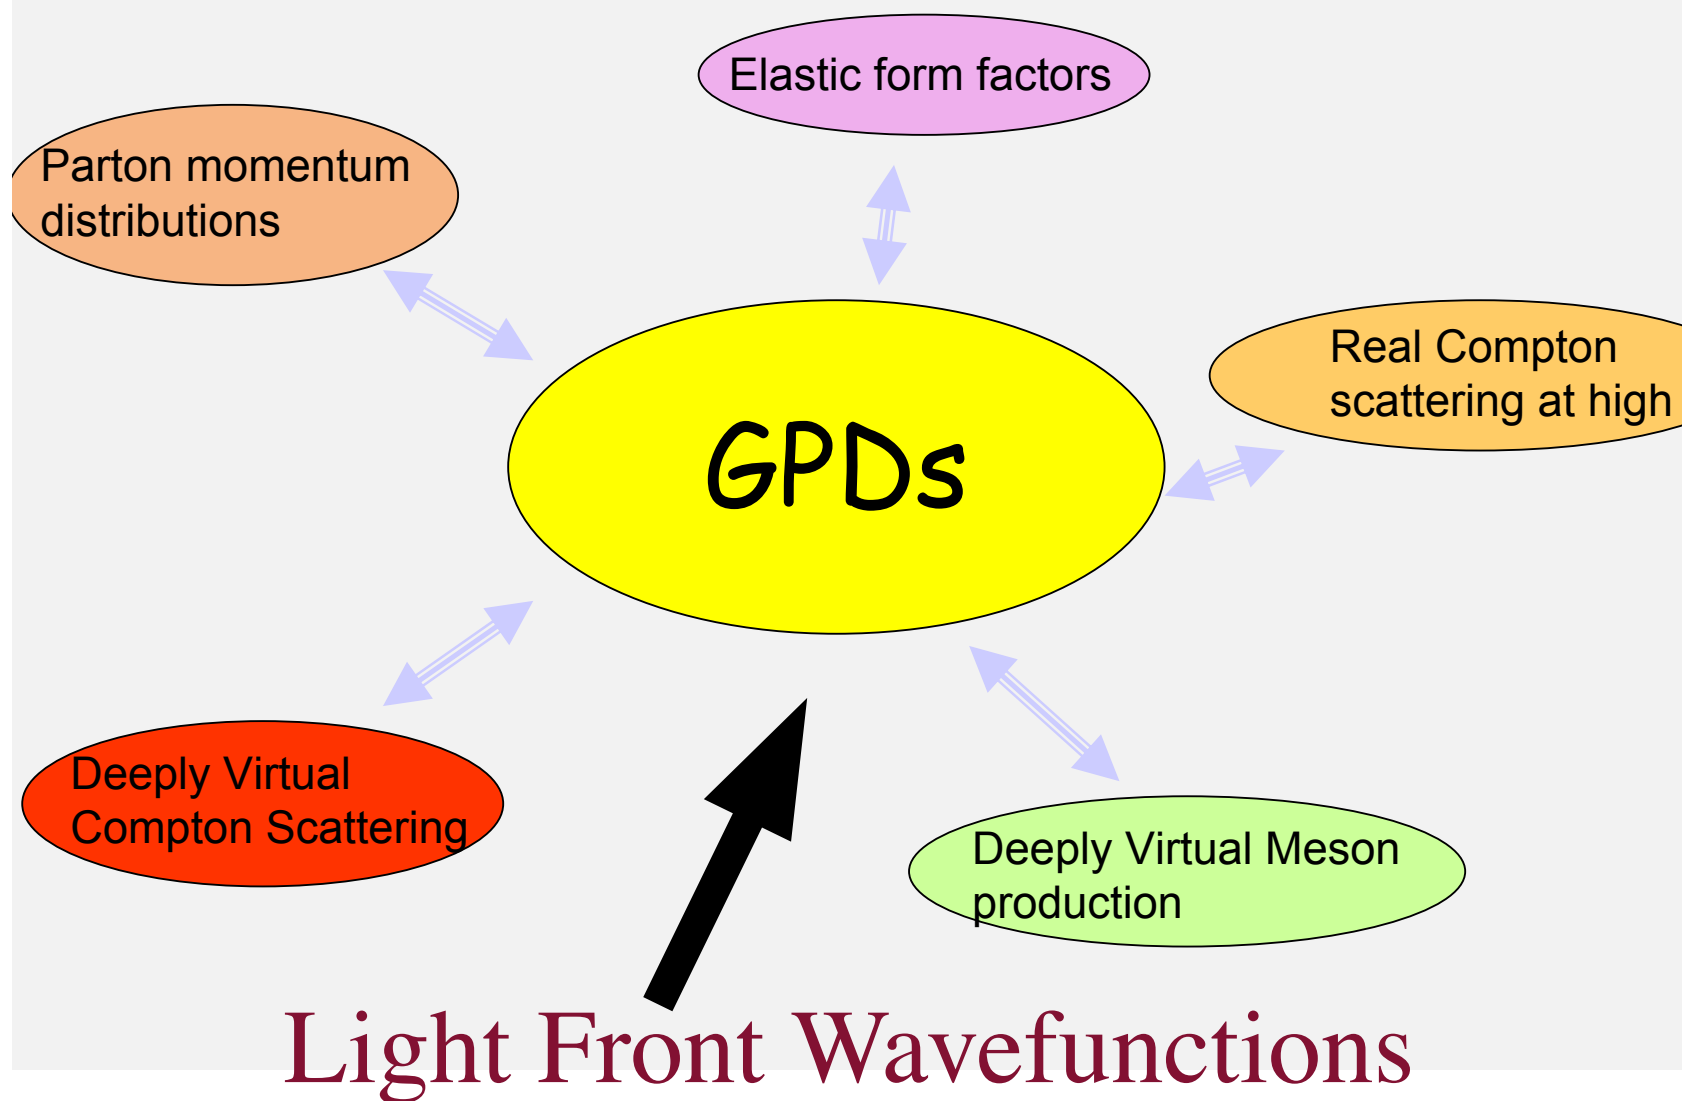 Elastic form factors
Parton momentum
distributions
Real Compton
scattering at high
GPDs
Deeply Virtual
Compton Scattering
Deeply Virtual Meson
production
Light Front Wavefunctions